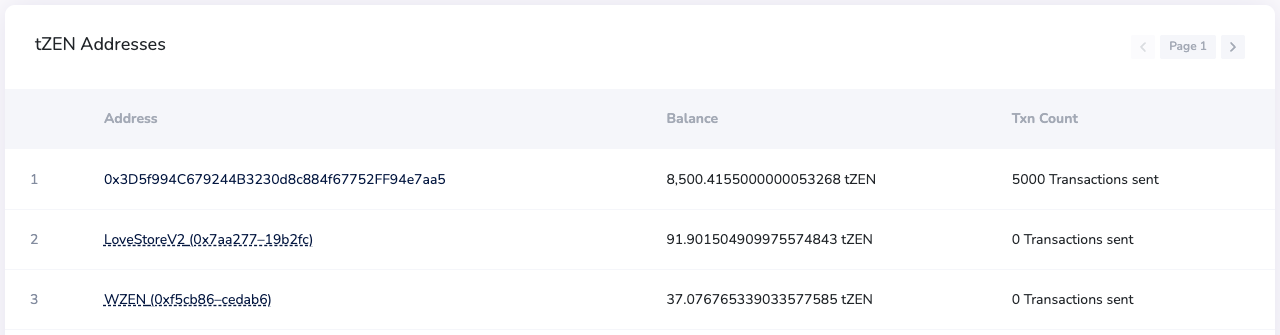 tZEN Addresses
Page 1
Address Balance Txn Count
1 0x3D5f994C679244B3230d8c884f67752FF94e7aa5 8,500.4155000000053268 tZEN 5000 Transactions sent
2 LoveStoreV2 (0x7aa277–19b2fc) 91.901504909975574843 tZEN 0 Transactions sent
3 WZEN (0xf5cb86–cedab6) 37.076765339033577585 tZEN 0 Transactions sent